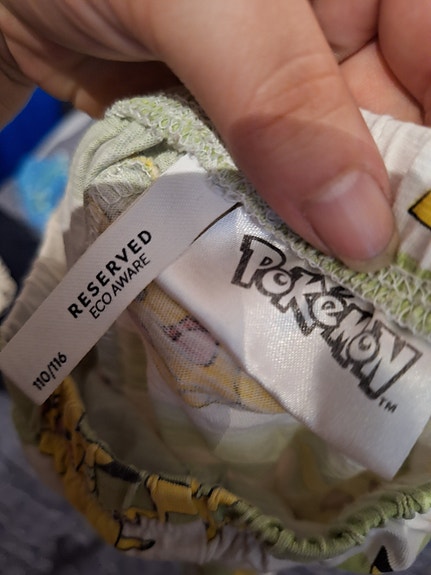 RESERVED
ECO AWARE
110/116
POKéMON
TM